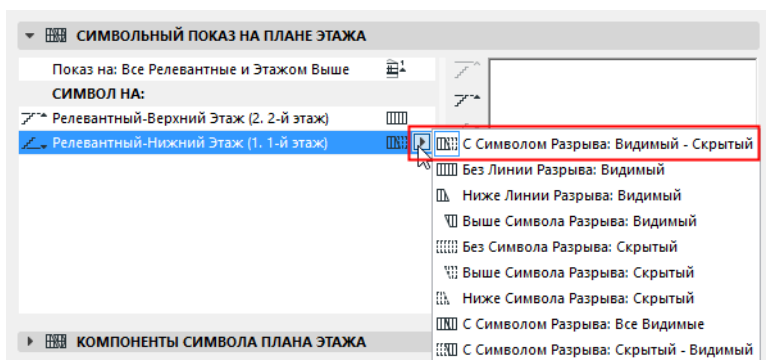 СИМВОЛЬНЫЙ ПОКАЗ НА ПЛАНЕ ЭТАЖА
Показ на: Все Релевантные и Этажом Выше
СИМВОЛ НА:
Релевантный-Верхний Этаж (2. 2-й этаж)
Релевантный-Нижний Этаж (1. 1-й этаж)
С Символом Разрыва: Видимый - Скрытый
Без Линии Разрыва: Видимый
Ниже Линии Разрыва: Видимый
Выше Символа Разрыва: Видимый
Без Символа Разрыва: Скрытый
Выше Символа Разрыва: Скрытый
Ниже Символа Разрыва: Скрытый
С Символом Разрыва: Все Видимые
С Символом Разрыва: Скрытый - Видимый
КОМПОНЕНТЫ СИМВОЛА ПЛАНА ЭТАЖА